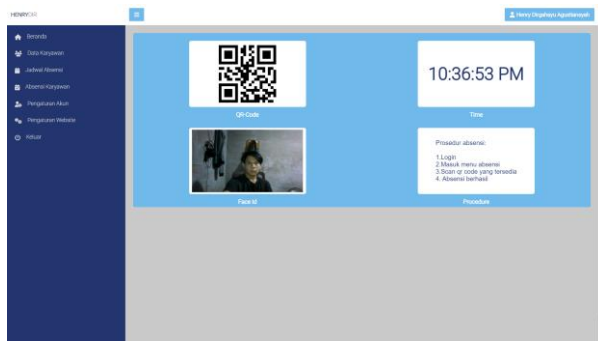 HENRYDIR
Henry Dirgahayu Agustiansyah
Beranda
Data Karyawan
Jadwal Absensi
Absensi Karyawan
Pengaturan Akun
Pengaturan Website
Keluar
QR-Code
10:36:53 PM
Time
Face Id
Prosedur absensi:
1.Login
2.Masuk menu absensi
3.Scan qr code yang tersedia
4. Absensi berhasil
Procedure